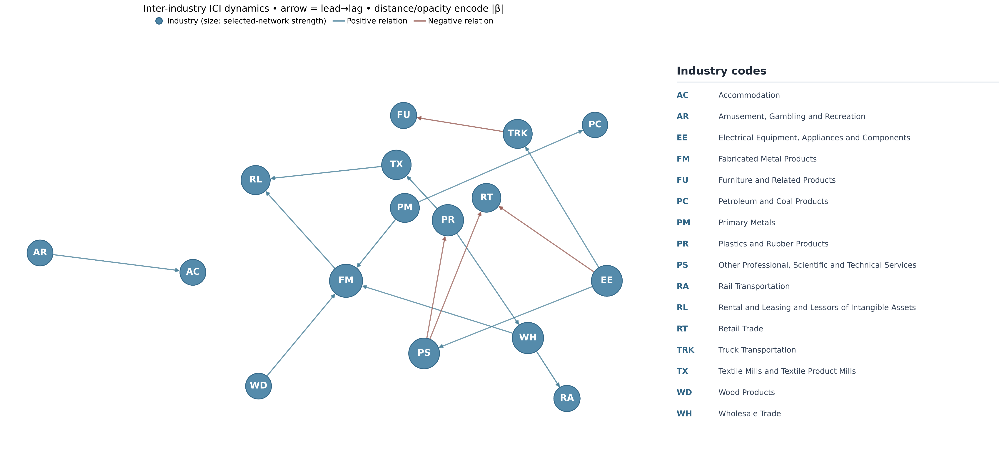 Inter-industry ICI dynamics • arrow = lead→lag • distance/opacity encode |β|
Industry (size: selected-network strength) Positive relation Negative relation
Industry codes
AC Accommodation
AR Amusement, Gambling and Recreation
EE Electrical Equipment, Appliances and Components
FM Fabricated Metal Products
FU Furniture and Related Products
PC Petroleum and Coal Products
PM Primary Metals
PR Plastics and Rubber Products
PS Other Professional, Scientific and Technical Services
RA Rail Transportation
RL Rental and Leasing and Lessors of Intangible Assets
RT Retail Trade
TRK Truck Transportation
TX Textile Mills and Textile Product Mills
WD Wood Products
WH Wholesale Trade
FU
PC
TRK
TX
RL
RT
PM
PR
AR
AC
FM
EE
WH
PS
WD
RA